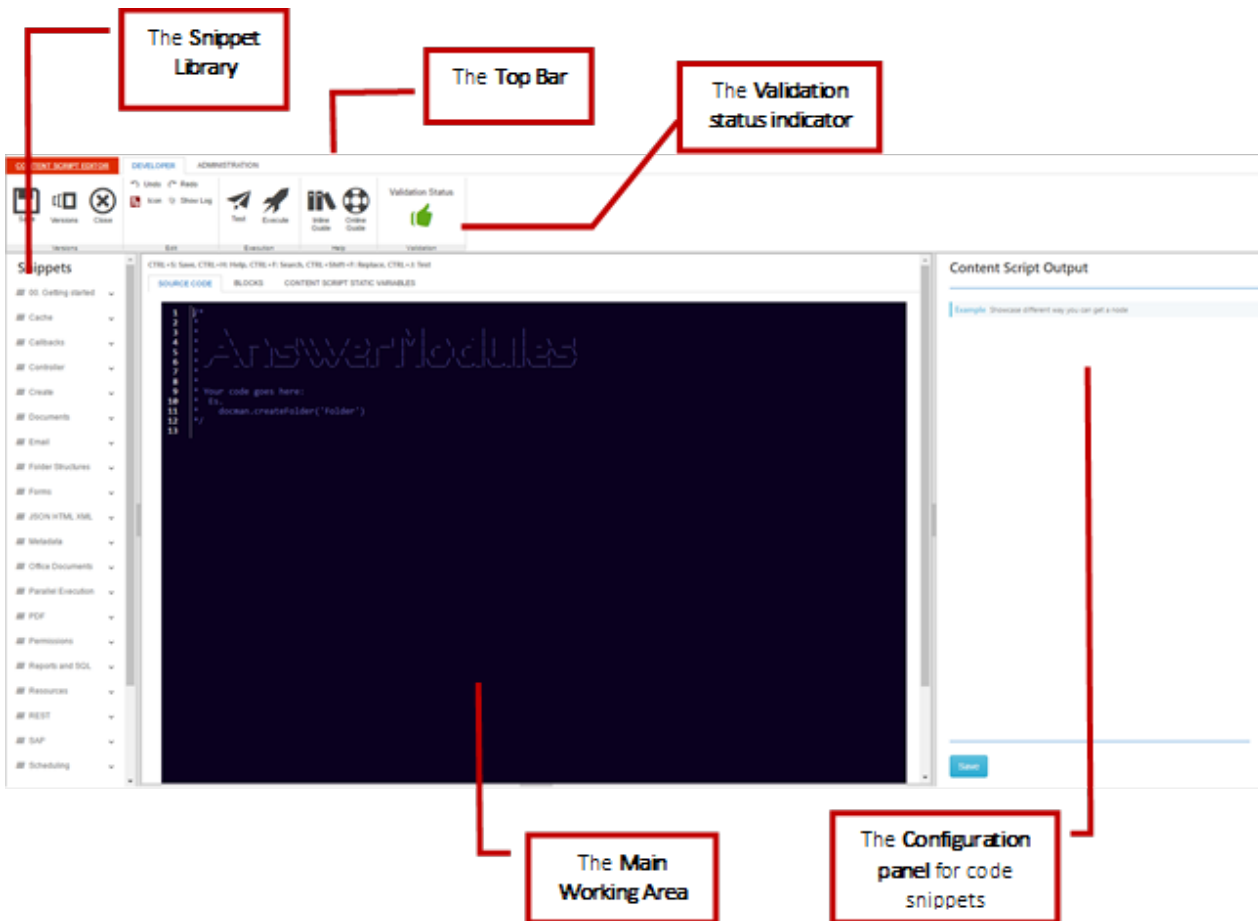 The Snippet
Library
The Top Bar
The Validation
status indicator
CONTENT SCRIPT EDITOR
DEVELOPER
ADMINISTRATION
Save
Versions
Close
Undo
Redo
Icon
Show Log
Test
Execute
Inline
Guide
Online
Guide
Validation Status
Versions
Edit
Execution
Help
Validation
Snippets
00. Getting started
Cache
Callbacks
Controller
Create
Documents
Email
Folder Structures
Forms
JSON HTML XML
Metadata
Office Documents
Parallel Execution
PDF
Permissions
Reports and SQL
Resources
REST
SAP
Scheduling
CTRL+S: Save, CTRL+H: Help, CTRL+F: Search, CTRL+Shift+F: Replace, CTRL+J: Test
SOURCE CODE
BLOCKS
CONTENT SCRIPT STATIC VARIABLES
1 /*
2 *
3 *
4 *
5 *
6 *
7 *
AnswerModules
8 *
9 * Your code goes here:
10 * Es.
11 * docman.createFolder('Folder')
12 */
13
Content Script Output
Example: Showcase different way you can get a node
Save
The Main
Working Area
The Configuration
panel for code
snippets